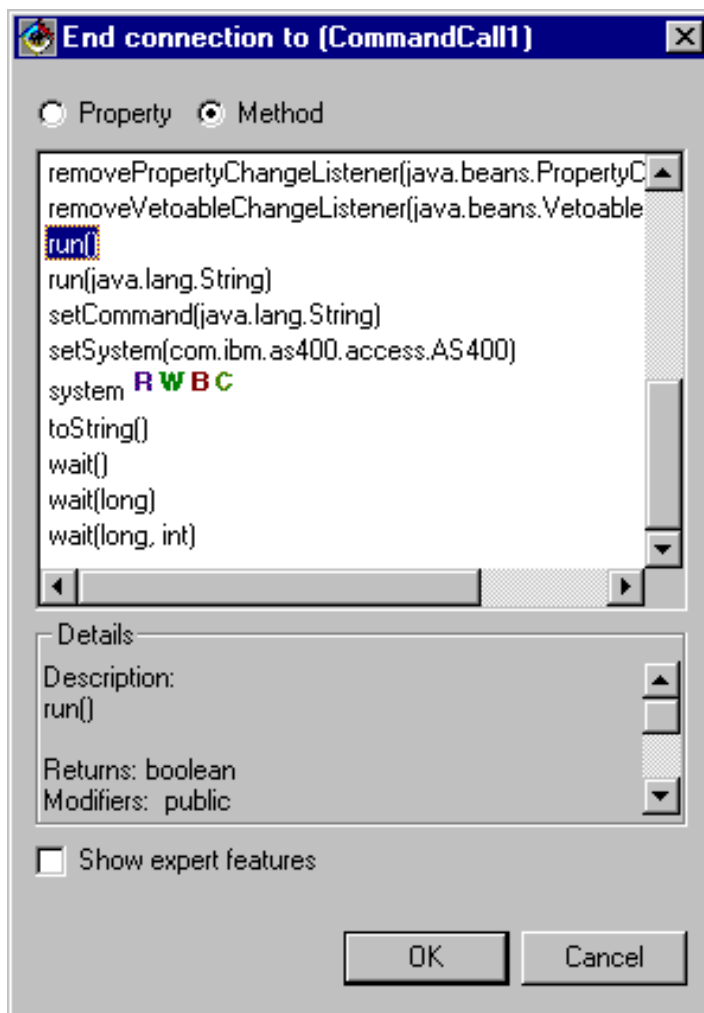 End connection to (CommandCall1)
Property Method
removePropertyChangeListener(java.beans.PropertyC
removeVetoableChangeListener(java.beans.Vetoable
run()
run(java.lang.String)
setCommand(java.lang.String)
setSystem(com.ibm.as400.access.AS400)
system R W B C
toString()
wait()
wait(long)
wait(long, int)
Details
Description:
run()
Returns: boolean
Modifiers: public
Show expert features
OK Cancel